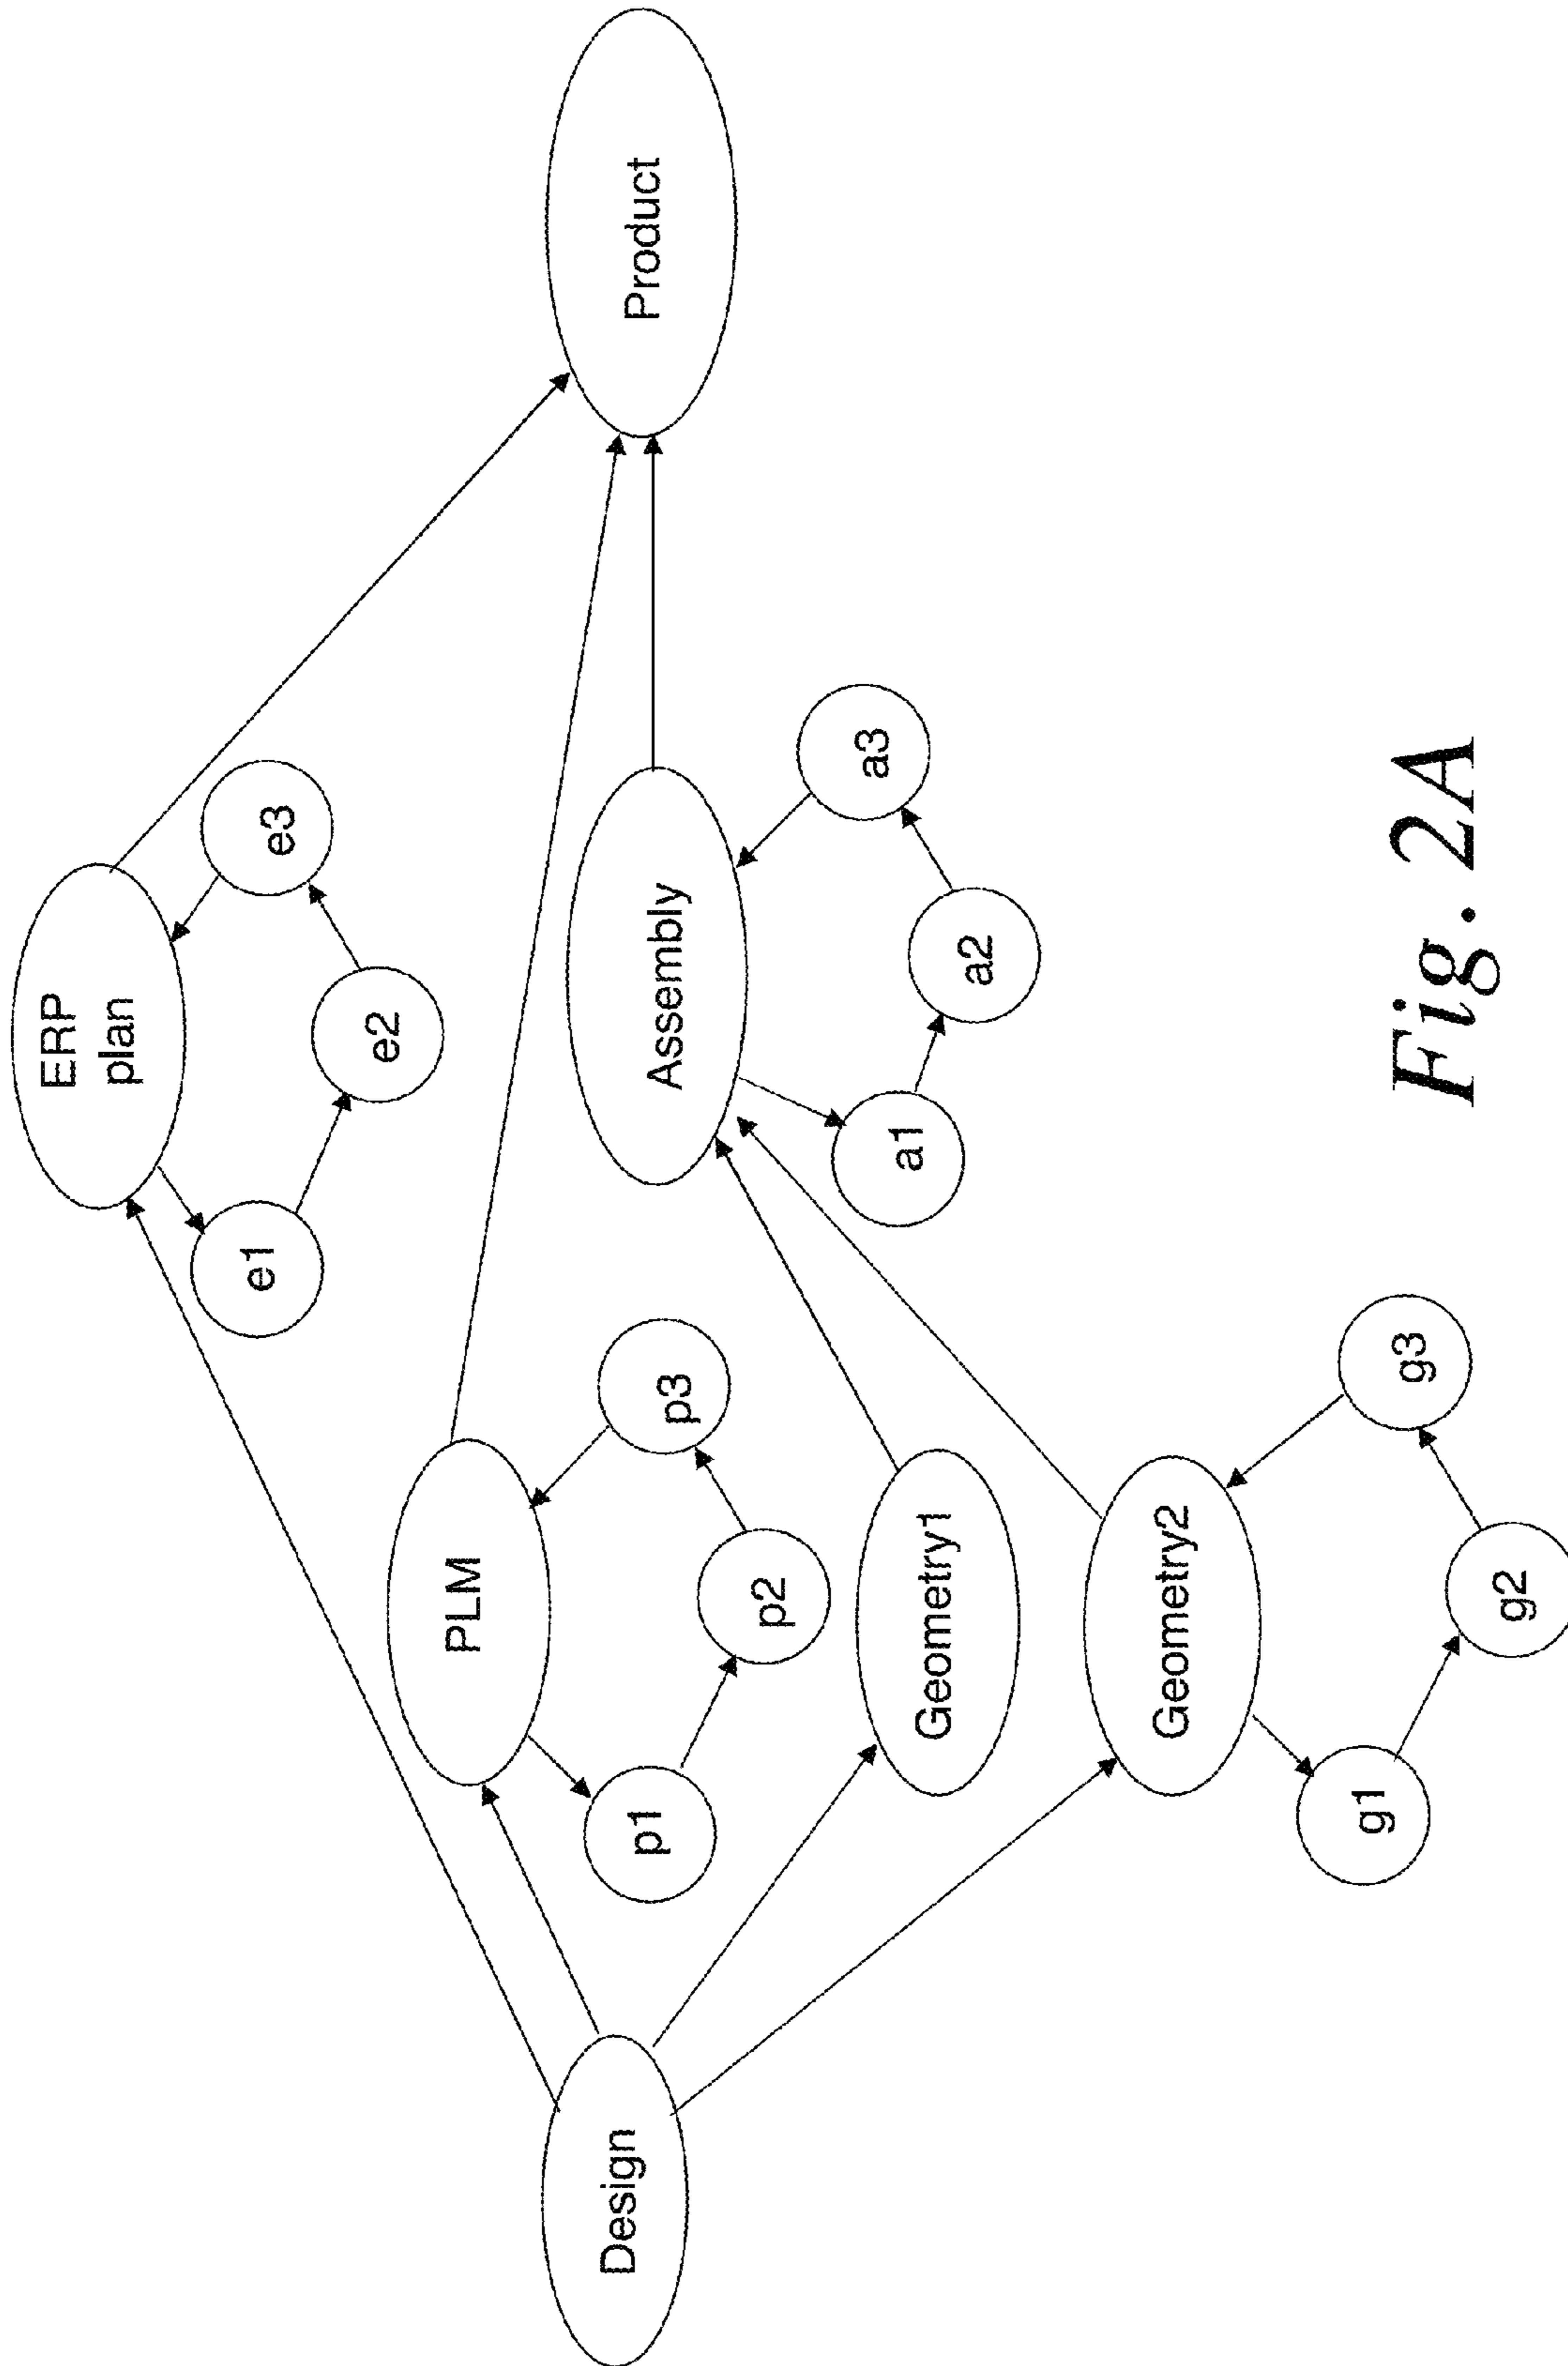 ERP
plan
e1
e2
e3
PLM
p1
p2
p3
Design
Product
Assembly
a1
a2
a3
Geometry1
Geometry2
g1
g2
g3
Fig. 2A